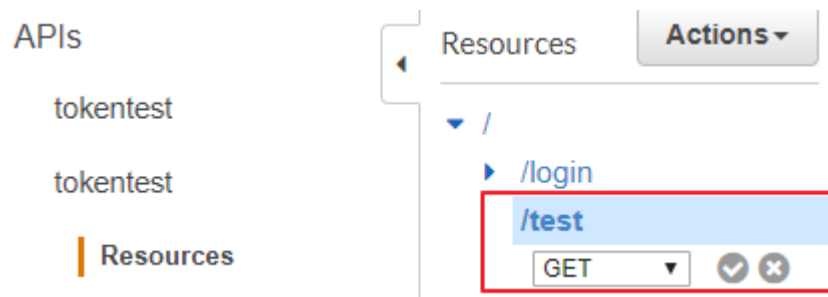 APIs
tokentest
tokentest
Resources
Resources
Actions
/
/login
/test
GET